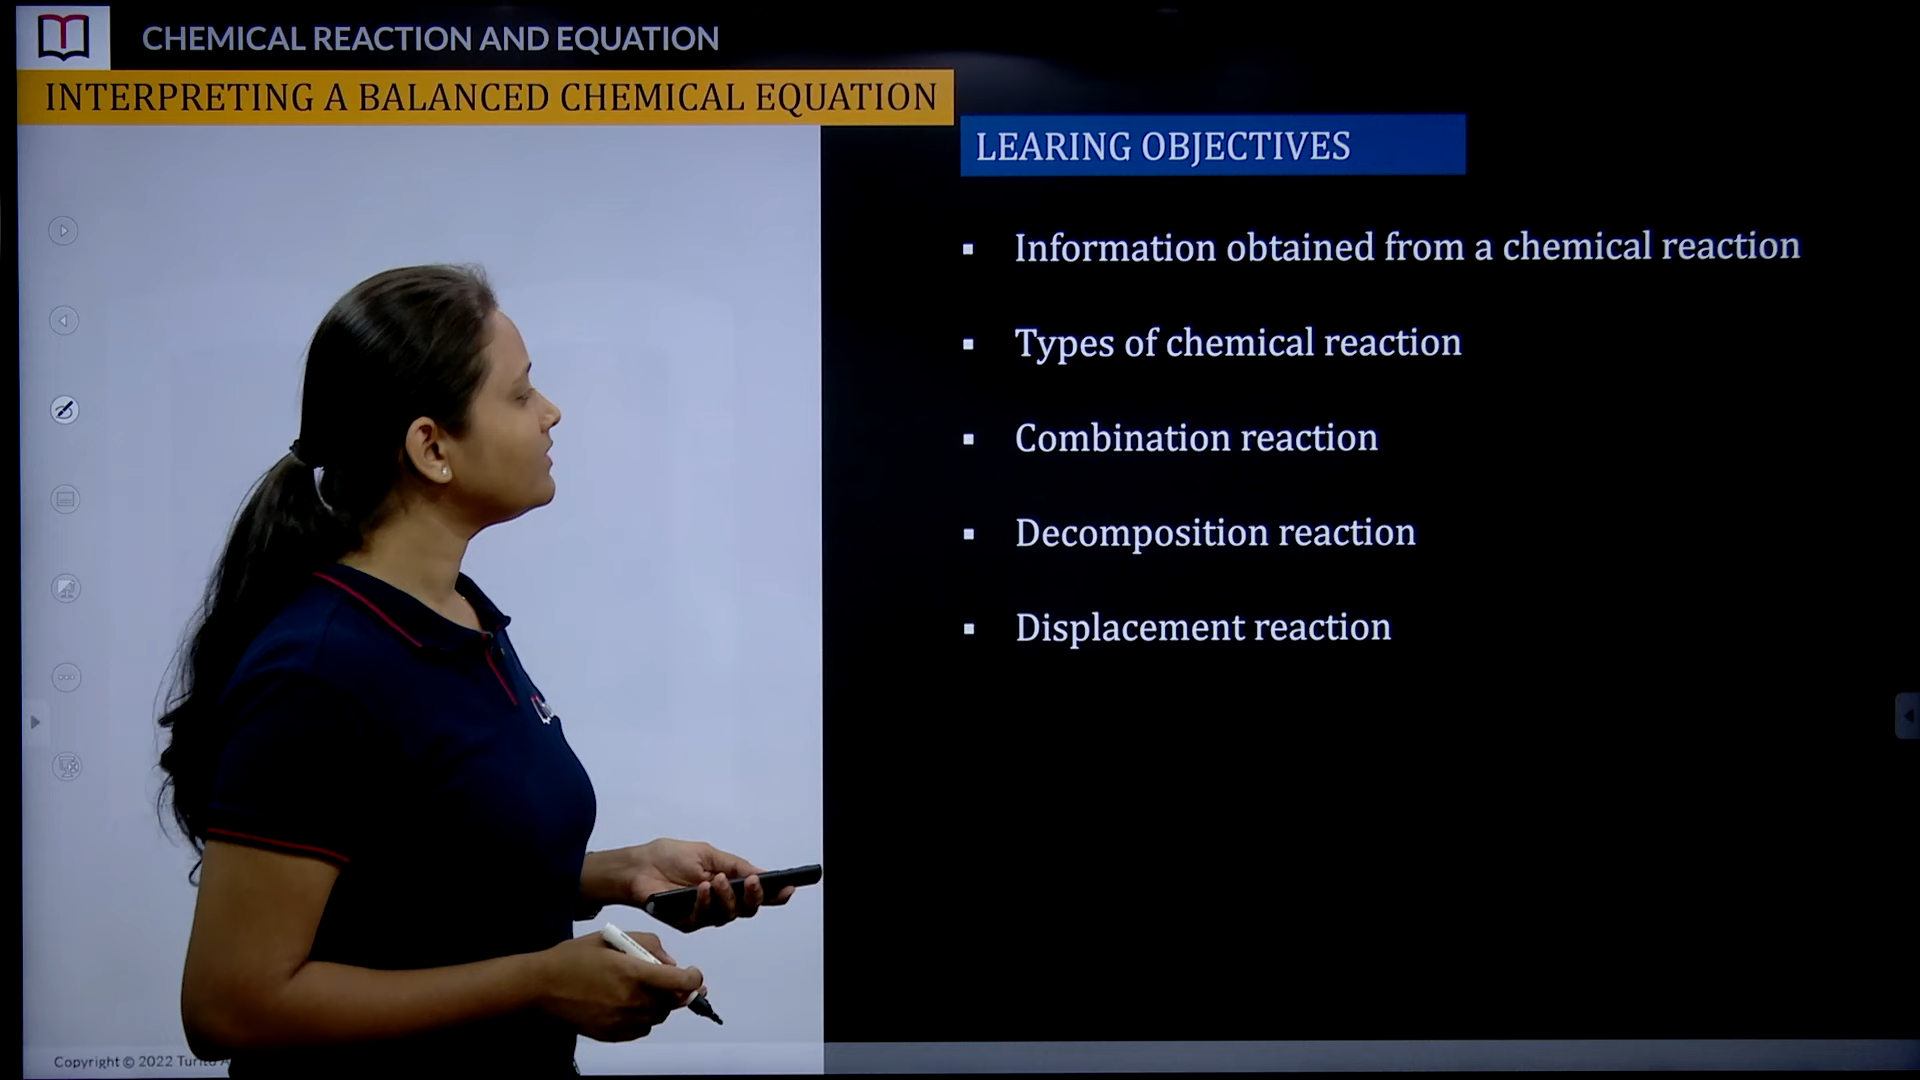 CHEMICAL REACTION AND EQUATION
INTERPRETING A BALANCED CHEMICAL EQUATION
LEARING OBJECTIVES
▪ Information obtained from a chemical reaction
▪ Types of chemical reaction
▪ Combination reaction
▪ Decomposition reaction
▪ Displacement reaction
Copyright © 2022 Turito